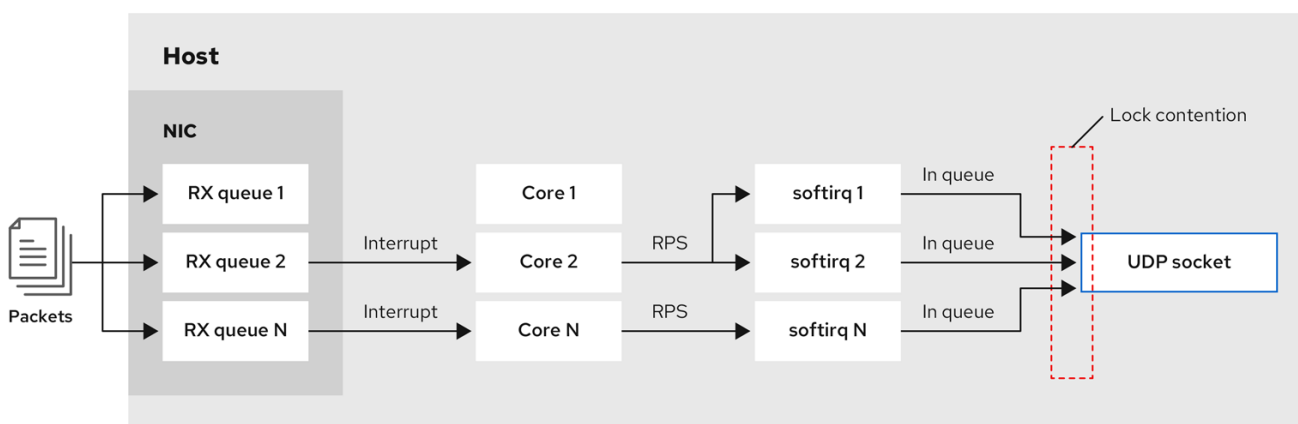 Host
Lock contention
NIC
RX queue 1
Core 1
softirq 1
In queue
RX queue 2
Interrupt
Core 2
RPS
softirq 2
In queue
UDP socket
Packets
RX queue N
Interrupt
Core N
RPS
softirq N
In queue